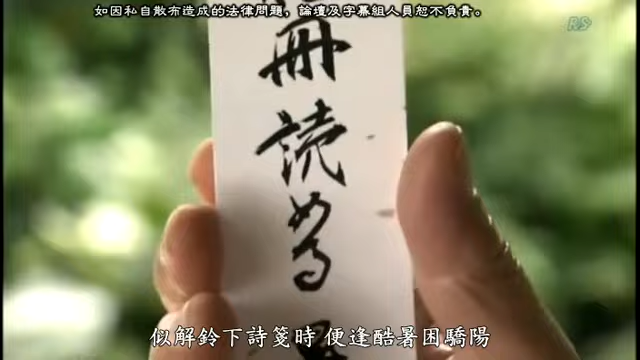 如因私自散布造成的法律問題，論壇及字幕組人員恕不負責。
RS
冊読める
似解鈴下詩箋時 便逢酷暑困驕陽